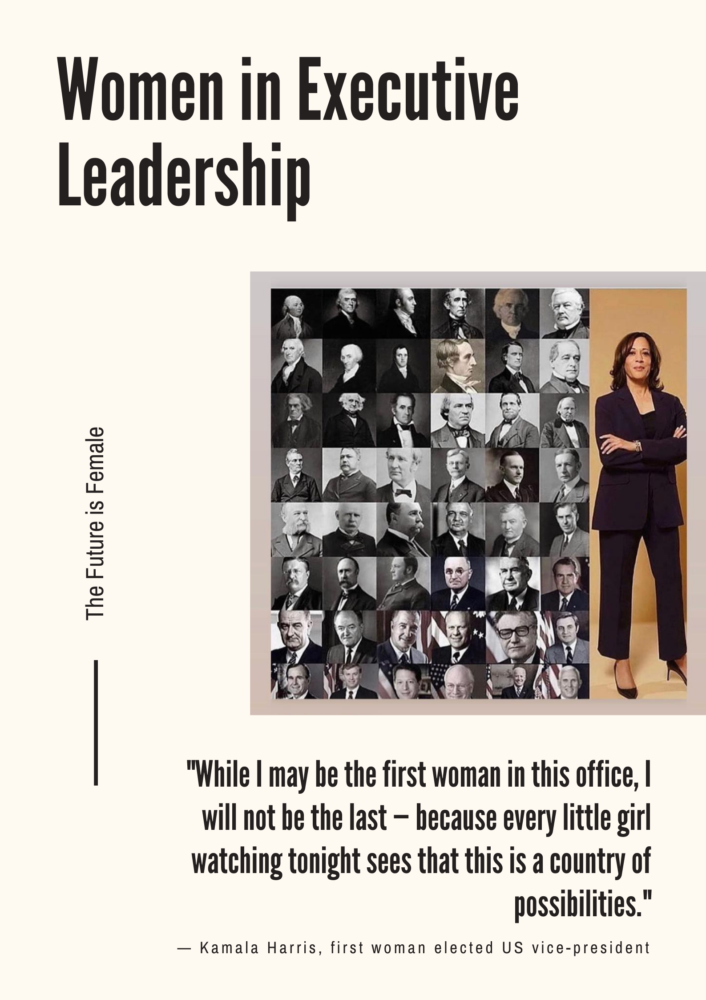 Women in Executive
Leadership
The Future is Female
"While I may be the first woman in this office, I
will not be the last – because every little girl
watching tonight sees that this is a country of
possibilities."
— Kamala Harris, first woman elected US vice-president